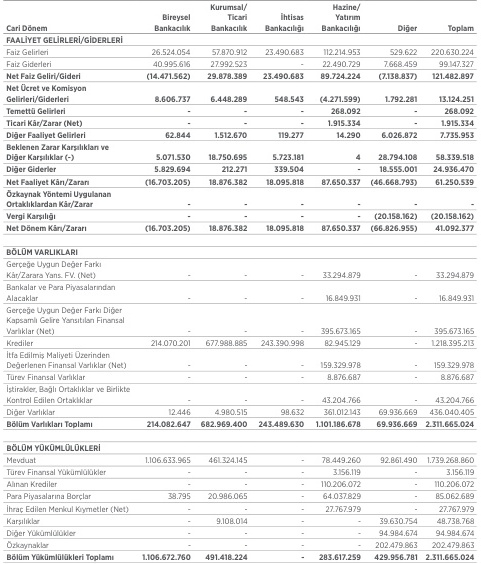 Kurumsal/ Hazine/
Bireysel Ticari İhtisas Yatırım
Cari Dönem Bankacılık Bankacılık Bankacılığı Bankacılığı Diğer Toplam
FAALİYET GELİRLERİ/GİDERLERİ
Faiz Gelirleri 26.524.054 57.870.912 23.490.683 112.214.953 529.622 220.630.224
Faiz Giderleri 40.995.616 27.992.523 - 22.490.729 7.668.459 99.147.327
Net Faiz Geliri/Gideri (14.471.562) 29.878.389 23.490.683 89.724.224 (7.138.837) 121.482.897
Net Ücret ve Komisyon
Gelirleri/Giderleri 8.606.737 6.448.289 548.543 (4.271.599) 1.792.281 13.124.251
Temettü Gelirleri - - - 268.092 - 268.092
Ticari Kâr/Zarar (Net) - - - 1.915.334 - 1.915.334
Diğer Faaliyet Gelirleri 62.844 1.512.670 119.277 14.290 6.026.872 7.735.953
Beklenen Zarar Karşılıkları ve
Diğer Karşılıklar (-) 5.071.530 18.750.695 5.723.181 4 28.794.108 58.339.518
Diğer Giderler 5.829.694 212.271 339.504 - 18.555.001 24.936.470
Net Faaliyet Kârı/Zararı (16.703.205) 18.876.382 18.095.818 87.650.337 (46.668.793) 61.250.539
Özkaynak Yöntemi Uygulanan
Ortaklıklardan Kâr/Zarar - - - - - -
Vergi Karşılığı - - - - (20.158.162) (20.158.162)
Net Dönem Kârı/Zararı (16.703.205) 18.876.382 18.095.818 87.650.337 (66.826.955) 41.092.377
BÖLÜM VARLIKLARI
Gerçeğe Uygun Değer Farkı
Kâr/Zarara Yans. FV. (Net) - - - 33.294.879 - 33.294.879
Bankalar ve Para Piyasalarından
Alacaklar - - - 16.849.931 - 16.849.931
Gerçeğe Uygun Değer Farkı Diğer
Kapsamlı Gelire Yansıtılan Finansal
Varlıklar (Net) - - - 395.673.165 - 395.673.165
Krediler 214.070.201 677.988.885 243.390.998 82.945.129 - 1.218.395.213
İtfa Edilmiş Maliyeti Üzerinden
Değerlenen Finansal Varlıklar (Net) - - - 159.329.978 - 159.329.978
Türev Finansal Varlıklar - - - 8.876.687 - 8.876.687
İştirakler, Bağlı Ortaklıklar ve Birlikte
Kontrol Edilen Ortaklıklar - - - 43.204.766 - 43.204.766
Diğer Varlıklar 12.446 4.980.515 98.632 361.012.143 69.936.669 436.040.405
Bölüm Varlıkları Toplamı 214.082.647 682.969.400 243.489.630 1.101.186.678 69.936.669 2.311.665.024
BÖLÜM YÜKÜMLÜLÜKLERİ
Mevduat 1.106.633.965 461.324.145 - 78.449.260 92.861.490 1.739.268.860
Türev Finansal Yükümlülükler - - - 3.156.119 - 3.156.119
Alınan Krediler - - - 110.206.072 - 110.206.072
Para Piyasalarına Borçlar 38.795 20.986.065 - 64.037.829 - 85.062.689
İhraç Edilen Menkul Kıymetler (Net) - - - 27.767.979 - 27.767.979
Karşılıklar - 9.108.014 - - 39.630.754 48.738.768
Diğer Yükümlülükler - - - - 94.984.674 94.984.674
Özkaynaklar - - - - 202.479.863 202.479.863
Bölüm Yükümlülükleri Toplamı 1.106.672.760 491.418.224 - 283.617.259 429.956.781 2.311.665.024